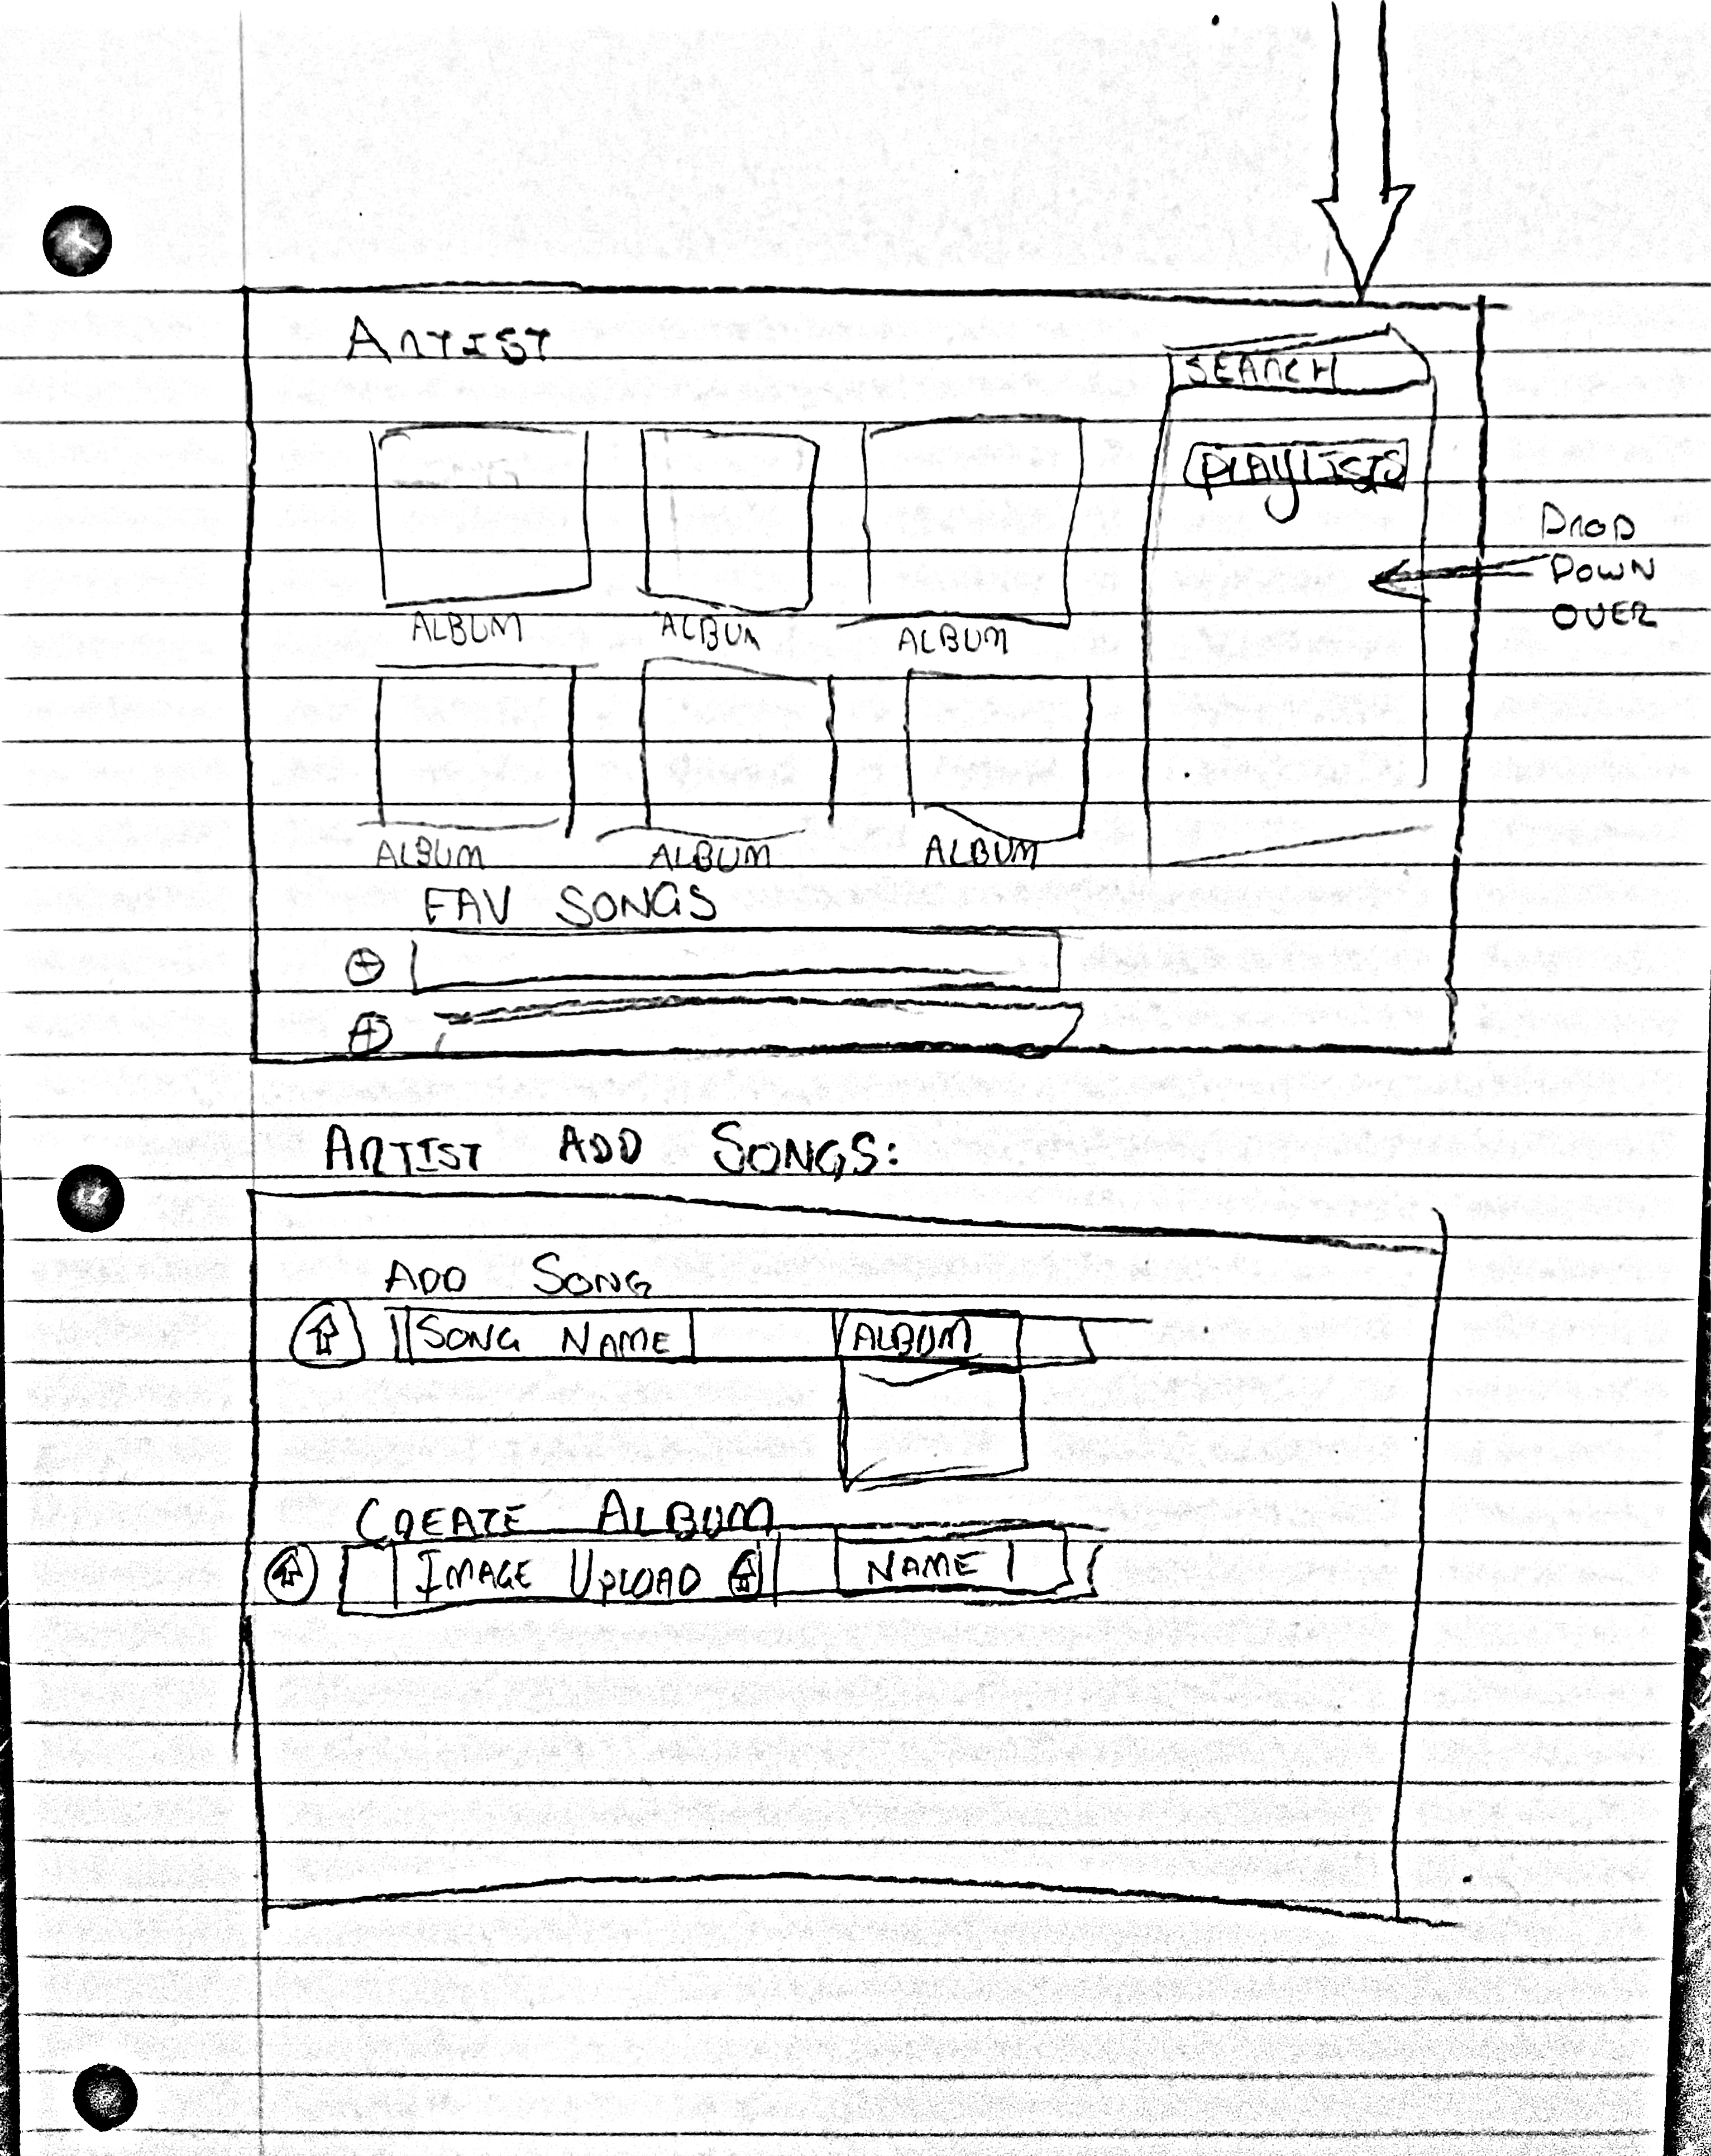 ARTIST
SEARCH
PLAYLISTS
DROP
DOWN
OVER
ALBUM ALBUM ALBUM
ALBUM ALBUM ALBUM
FAV SONGS
ARTIST ADD SONGS:
ADD SONG
SONG NAME ALBUM
CREATE ALBUM
IMAGE UPLOAD NAME